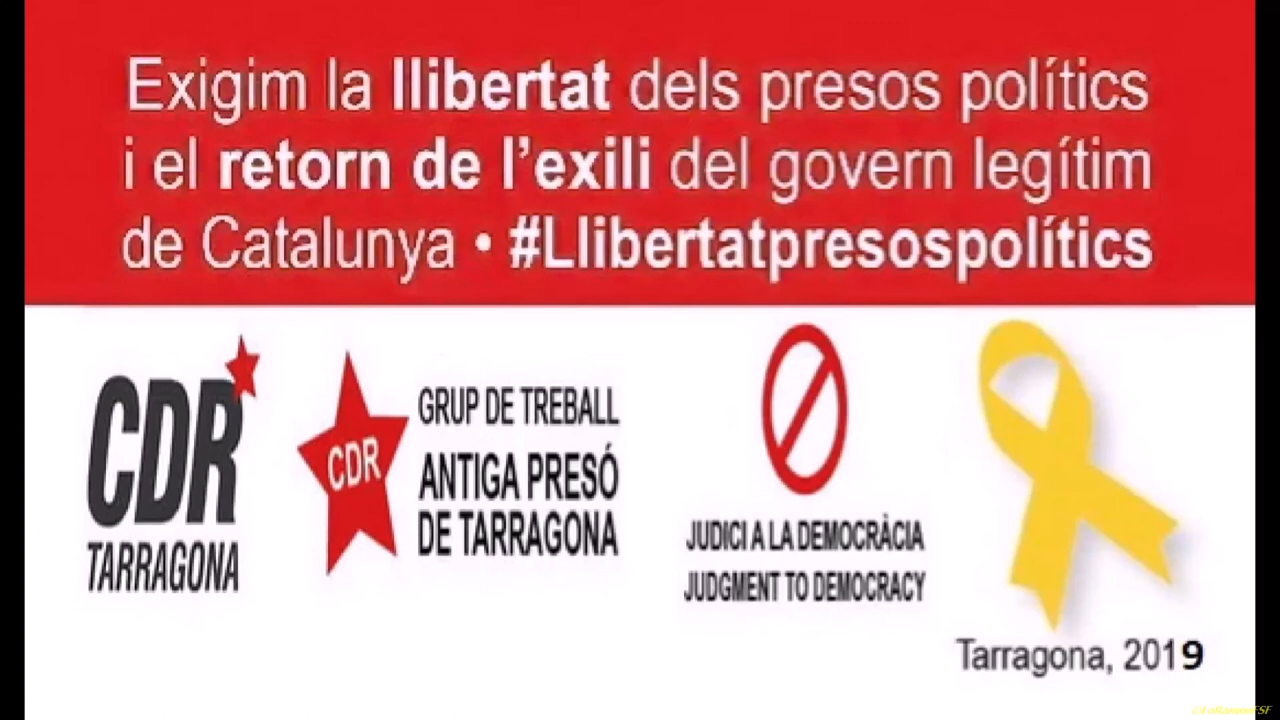 Exigim la llibertat dels presos polítics
i el retorn de l'exili del govern legítim
de Catalunya • #Llibertatpresospolítics
CDR
TARRAGONA
CDR
GRUP DE TREBALL
ANTIGA PRESÓ
DE TARRAGONA
JUDICI A LA DEMOCRÀCIA
JUDGMENT TO DEMOCRACY
Tarragona, 2019